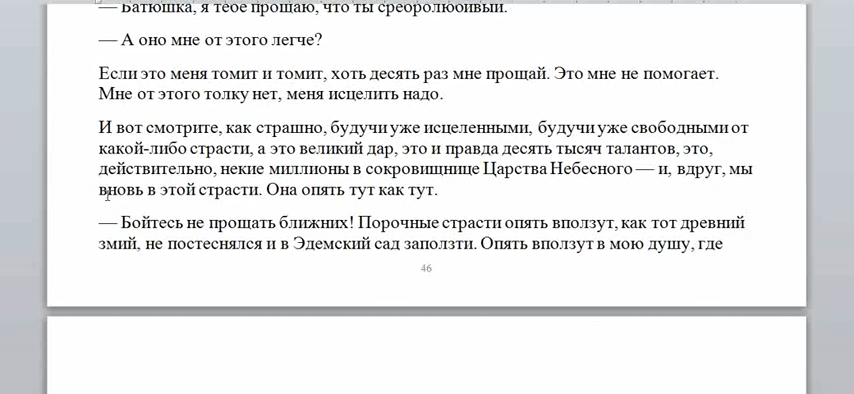 — Батюшка, я тебе прощаю, что ты сребролюбивый.
— А оно мне от этого легче?
Если это меня томит и томит, хоть десять раз мне прощай. Это мне не помогает.
Мне от этого толку нет, меня исцелить надо.
И вот смотрите, как страшно, будучи уже исцеленными, будучи уже свободными от
какой-либо страсти, а это великий дар, это и правда десять тысяч талантов, это,
действительно, некие миллионы в сокровищнице Царства Небесного — и, вдруг, мы
вновь в этой страсти. Она опять тут как тут.
— Бойтесь не прощать ближних! Порочные страсти опять вползут, как тот древний
змий, не постеснялся и в Эдемский сад заползти. Опять вползут в мою душу, где
46